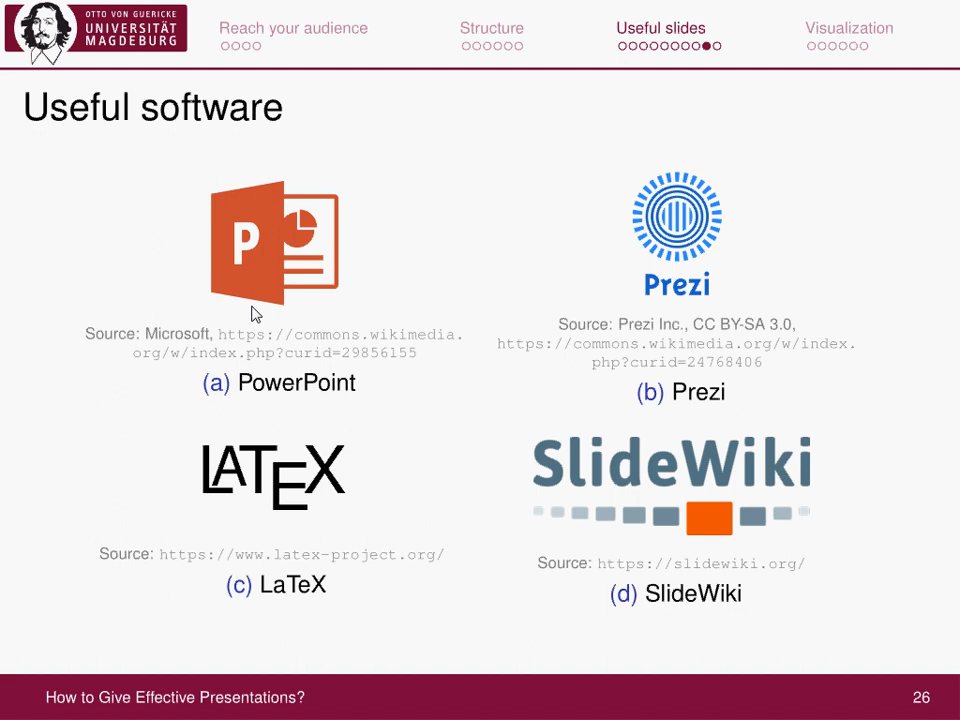 OTTO VON GUERICKE
UNIVERSITÄT
MAGDEBURG
Reach your audience
Structure
Useful slides
Visualization
Useful software
P
Prezi
Source: Microsoft, https://commons.wikimedia.
org/w/index.php?curid=29856155
(a) PowerPoint
Source: Prezi Inc., CC BY-SA 3.0,
https://commons.wikimedia.org/w/index.
php?curid=24768406
(b) Prezi
LATEX
Source: https://www.latex-project.org/
(c) LaTeX
SlideWiki
Source: https://slidewiki.org/
(d) SlideWiki
How to Give Effective Presentations?
26